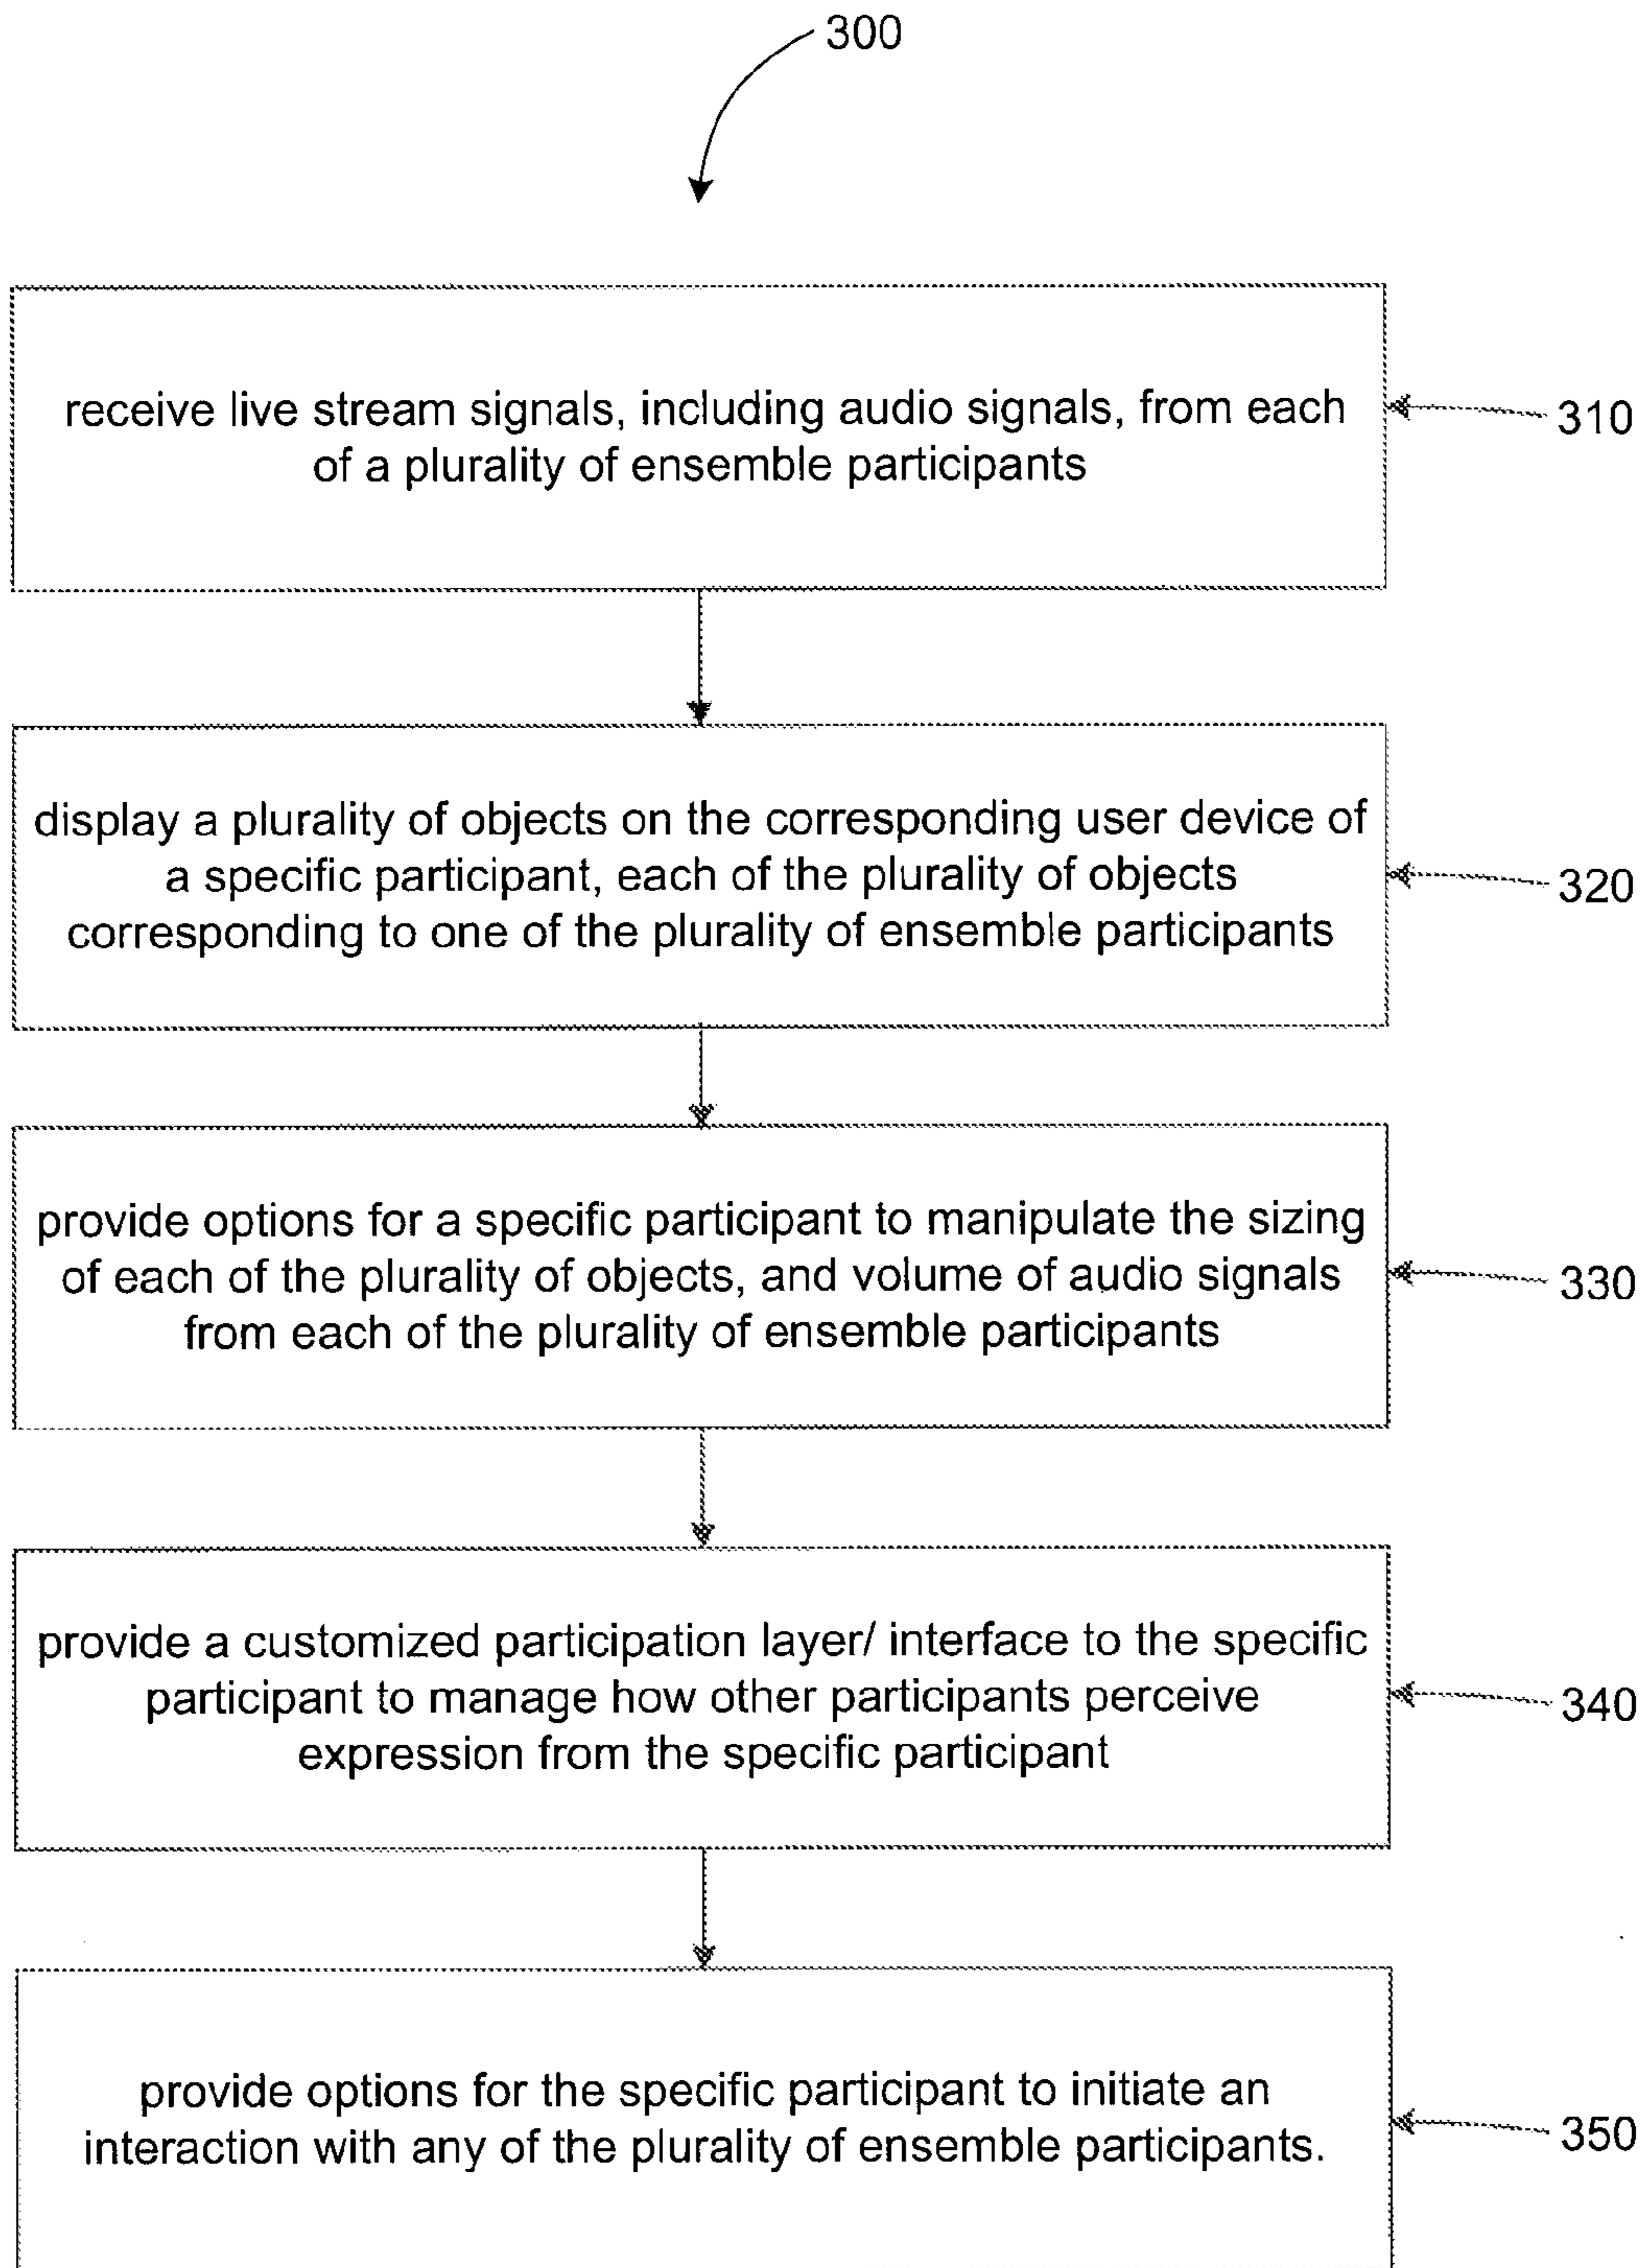 300
receive live stream signals, including audio signals, from each
of a plurality of ensemble participants
310
display a plurality of objects on the corresponding user device of
a specific participant, each of the plurality of objects
corresponding to one of the plurality of ensemble participants
320
provide options for a specific participant to manipulate the sizing
of each of the plurality of objects, and volume of audio signals
from each of the plurality of ensemble participants
330
provide a customized participation layer/ interface to the specific
participant to manage how other participants perceive
expression from the specific participant
340
provide options for the specific participant to initiate an
interaction with any of the plurality of ensemble participants.
350